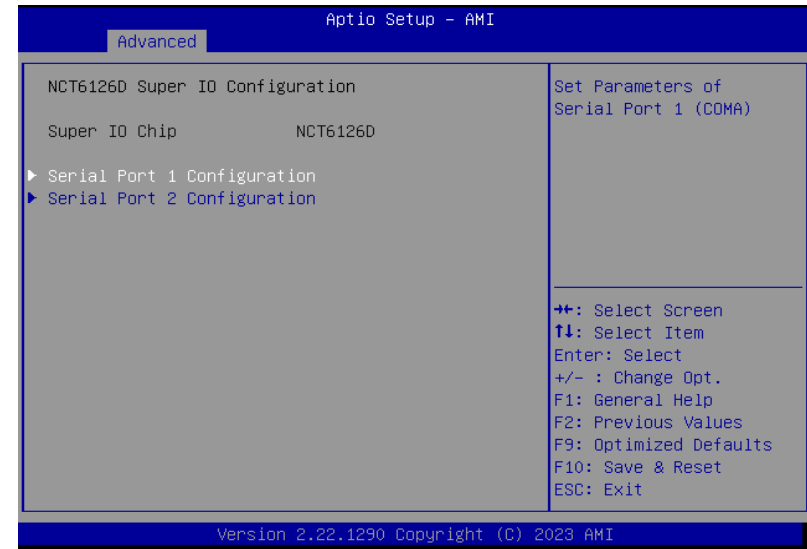 Aptio Setup – AMI
Advanced
NCT6126D Super IO Configuration
Super IO Chip NCT6126D
▶ Serial Port 1 Configuration
▶ Serial Port 2 Configuration
Set Parameters of
Serial Port 1 (COMA)
→←: Select Screen
↑↓: Select Item
Enter: Select
+/- : Change Opt.
F1: General Help
F2: Previous Values
F9: Optimized Defaults
F10: Save & Reset
ESC: Exit
Version 2.22.1290 Copyright (C) 2023 AMI